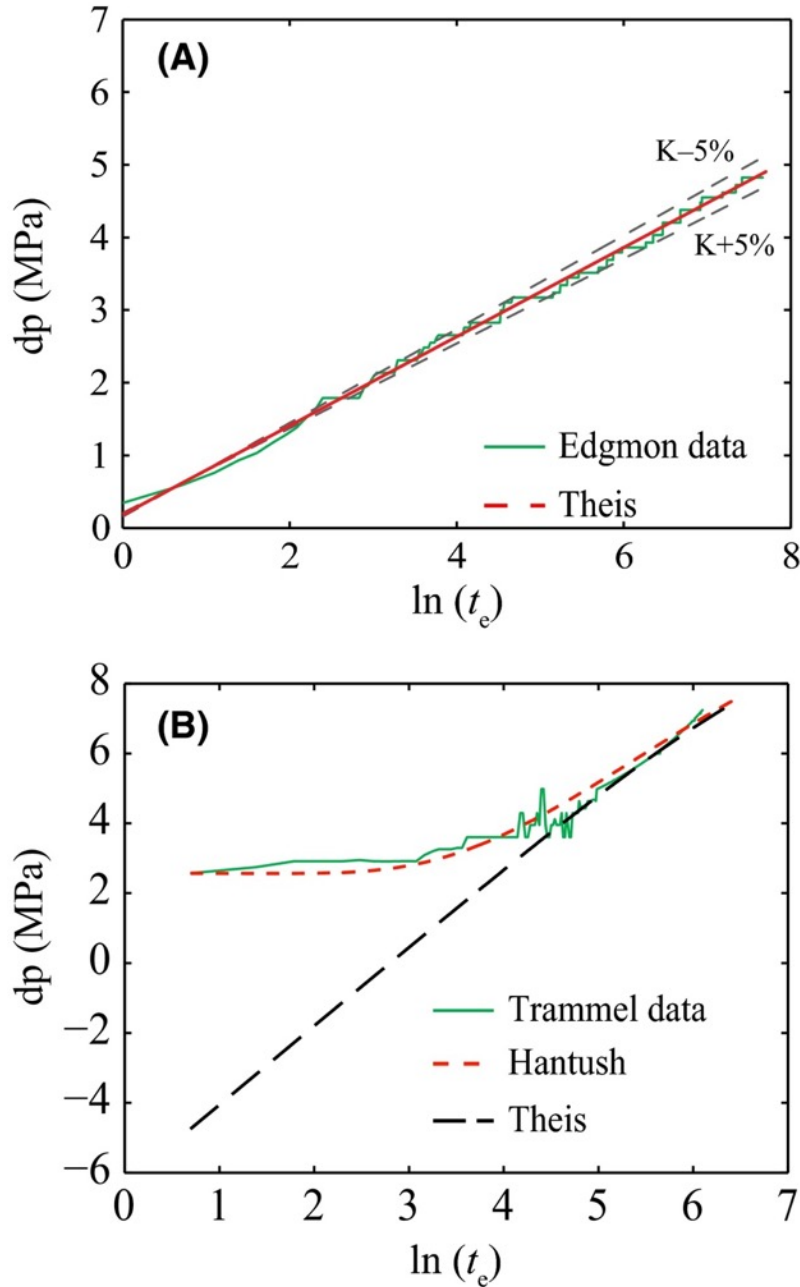 (A)
7
6
5
4
3
2
1
0
dp (MPa)
K−5%
K+5%
Edgmon data
Theis
0 2 4 6 8
ln (te)
(B)
8
6
4
2
0
−2
−4
−6
dp (MPa)
Trammel data
Hantush
Theis
0 1 2 3 4 5 6 7
ln (te)